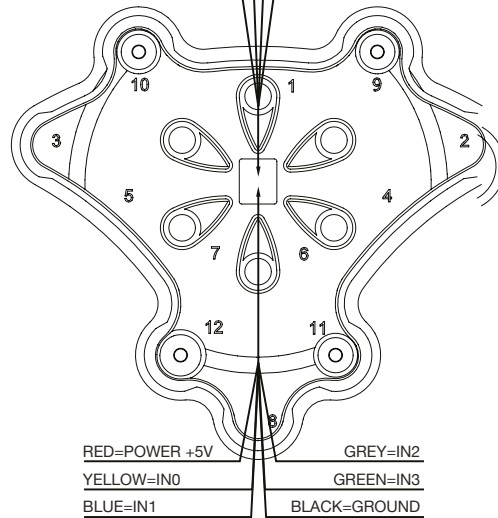 1
10
9
3
2
5
4
7
6
12
11
8
RED=POWER +5V
GREY=IN2
YELLOW=IN0
GREEN=IN3
BLUE=IN1
BLACK=GROUND